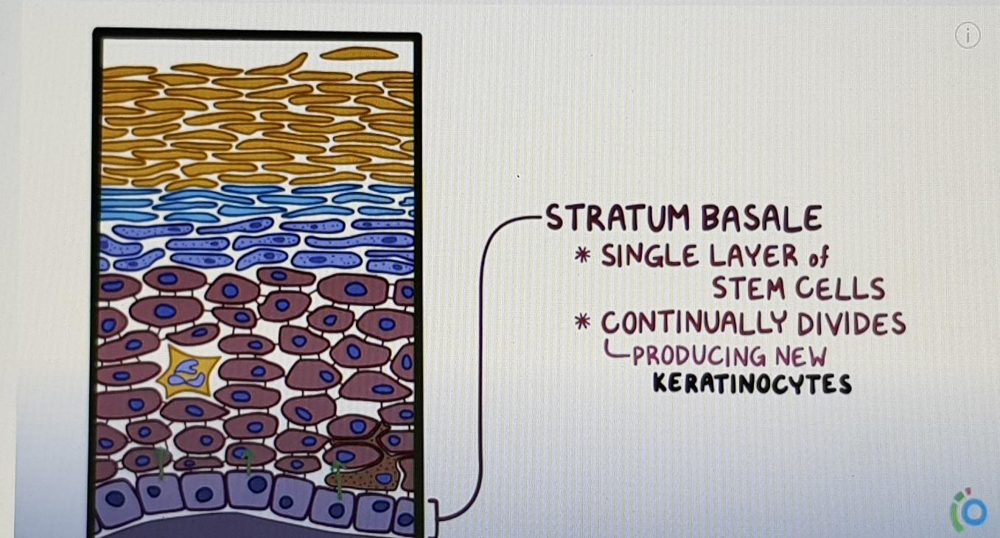 STRATUM BASALE
* SINGLE LAYER of
STEM CELLS
* CONTINUALLY DIVIDES
PRODUCING NEW
KERATINOCYTES